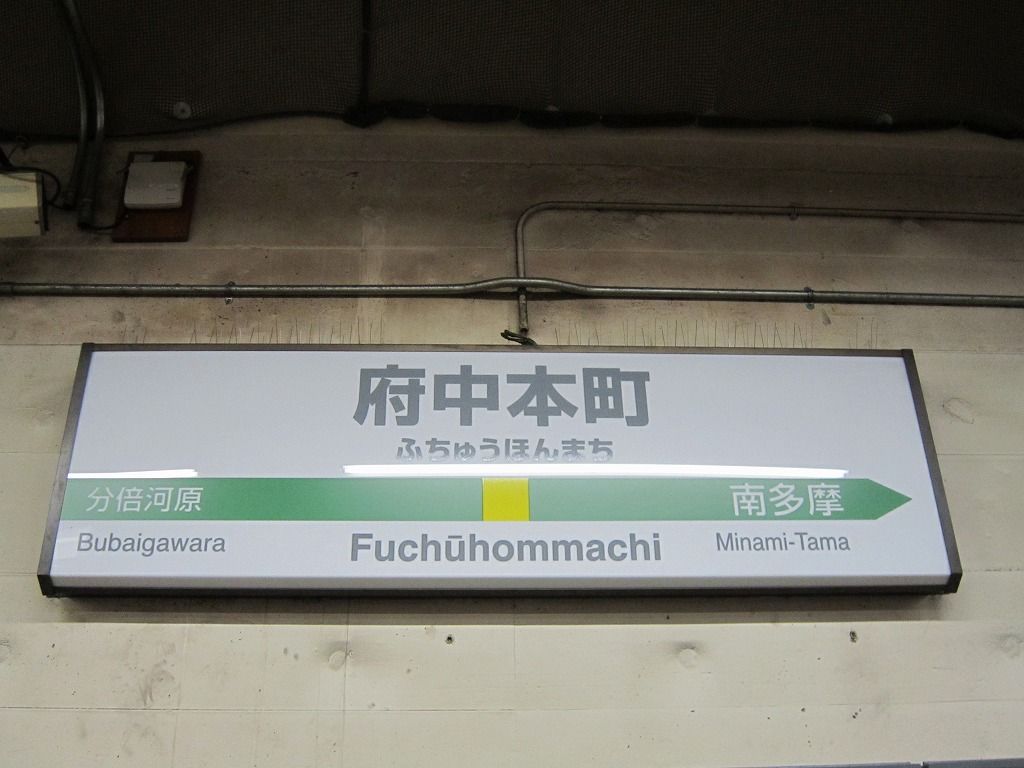 府中本町
ふちゅうほんまち
分倍河原 南多摩
Bubaigawara Fuchūhommachi Minami-Tama